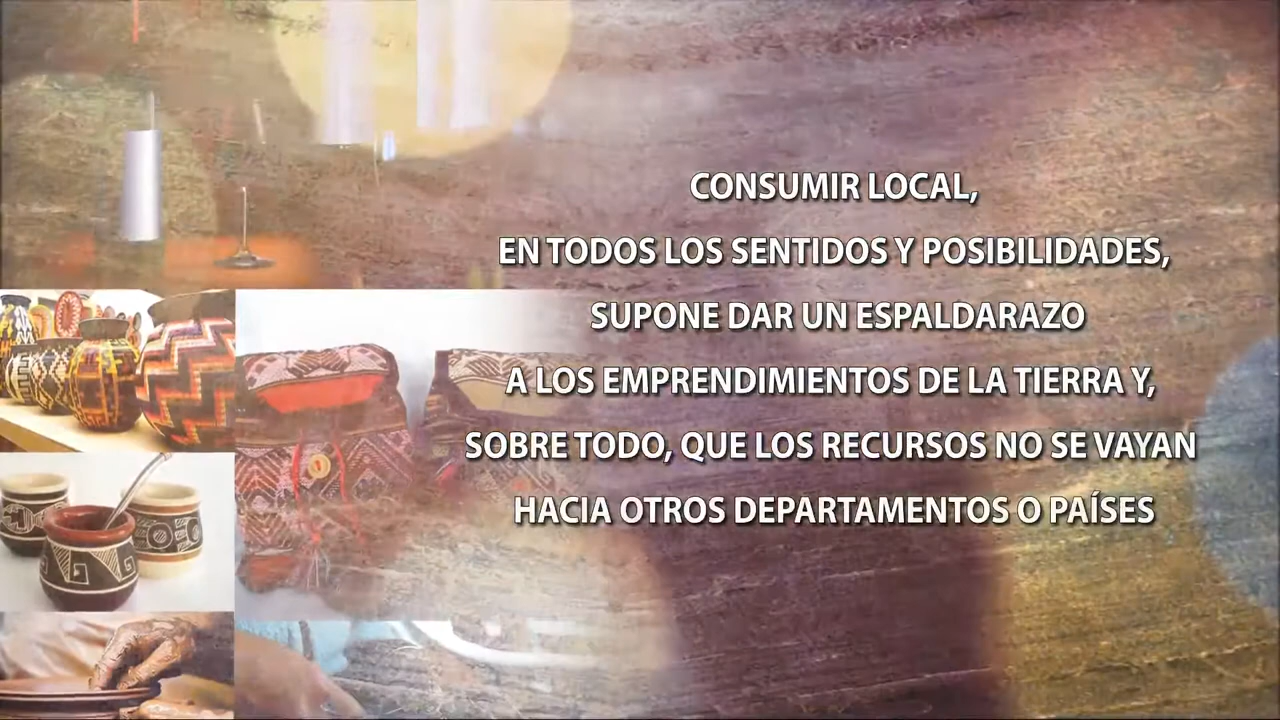 CONSUMIR LOCAL,
EN TODOS LOS SENTIDOS Y POSIBILIDADES,
SUPONE DAR UN ESPALDARAZO
A LOS EMPRENDIMIENTOS DE LA TIERRA Y,
SOBRE TODO, QUE LOS RECURSOS NO SE VAYAN
HACIA OTROS DEPARTAMENTOS O PAÍSES